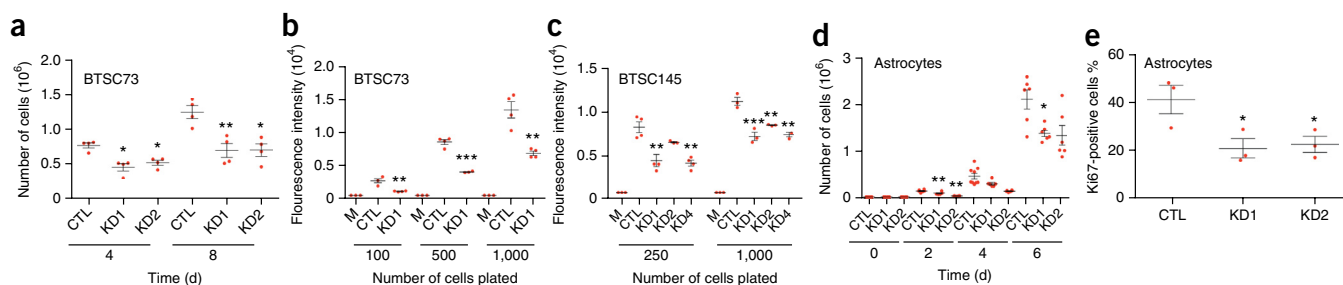 a
BTSC73
Number of cells (10⁶)
2.0
1.5
1.0
0.5
0
* * ** *
CTL KD1 KD2 CTL KD1 KD2
4 8
Time (d)
b
BTSC73
Flourescence intensity (10⁴)
2.0
1.5
1.0
0.5
0
** *** **
M CTL KD1 M CTL KD1 M CTL KD1
100 500 1,000
Number of cells plated
c
BTSC145
Flourescence intensity (10⁴)
1.50
1.0
0.5
0
** ** *** ** **
M CTL KD1 KD2 KD4 M CTL KD1 KD2 KD4
250 1,000
Number of cells plated
d
Astrocytes
Number of cells (10⁶)
3
2
1
0
** ** *
CTL KD1 KD2 CTL KD1 KD2 CTL KD1 KD2 CTL KD1 KD2
0 2 4 6
Time (d)
e
Astrocytes
Ki67-positive cells %
60
40
20
0
* *
CTL KD1 KD2